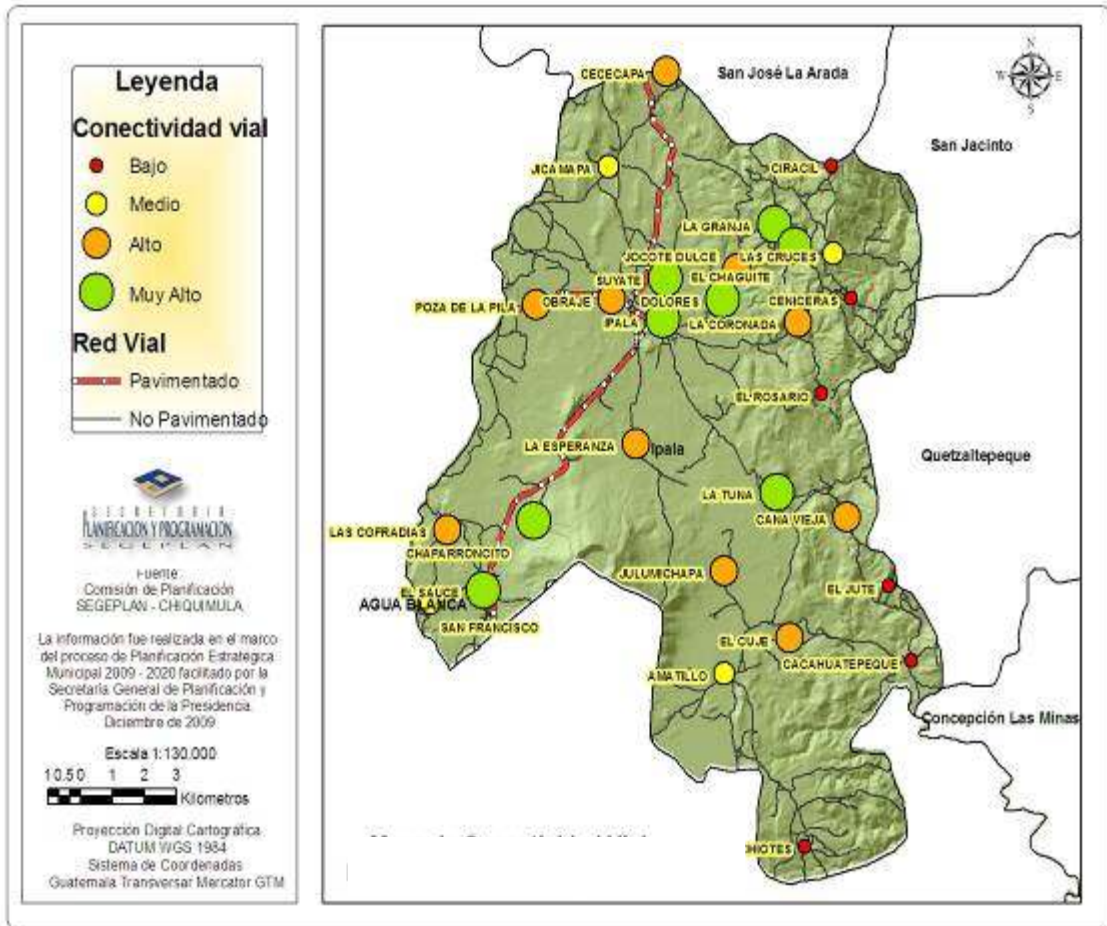 Leyenda
Conectividad vial
Bajo
Medio
Alto
Muy Alto
Red Vial
Pavimentado
No Pavimentado
SECRETARIA
PLANIFICACION Y PROGRAMACION
SEGEPLAN
Fuente:
Comisión de Planificación
SEGEPLAN - CHIQUIMULA
La información fue realizada en el marco
del proceso de Planificación Estratégica
Municipal 2009 - 2020 facilitado por la
Secretaría General de Planificación y
Programación de la Presidencia.
Diciembre de 2009
Escala 1:130.000
1 0.5 0 1 2 3
Kilometros
Proyección Digital Cartográfica
DATUM WGS 1984
Sistema de Coordenadas
Guatemala Transversar Mercator GTM
N
W E
S
San José La Arada
CECECAPA
San Jacinto
JICAMAPA
CIRACIL
LA GRANJA
JOCOTE DULCE
LAS CRUCES
SUYATE
EL CHAGUITE
POZA DE LA PILA
OBRAJE
DOLORES
CENICERAS
IPALA
LA CORONADA
EL ROSARIO
LA ESPERANZA
Ipala
Quetzaltepeque
LA TUNA
CANA VIEJA
LAS COFRADIAS
CHAPARRONCITO
JULUMICHAPA
EL JUTE
EL SAUCE
AGUA BLANCA
SAN FRANCISCO
EL CUJE
CACAHUATEPEQUE
AMATILLO
Concepción Las Minas